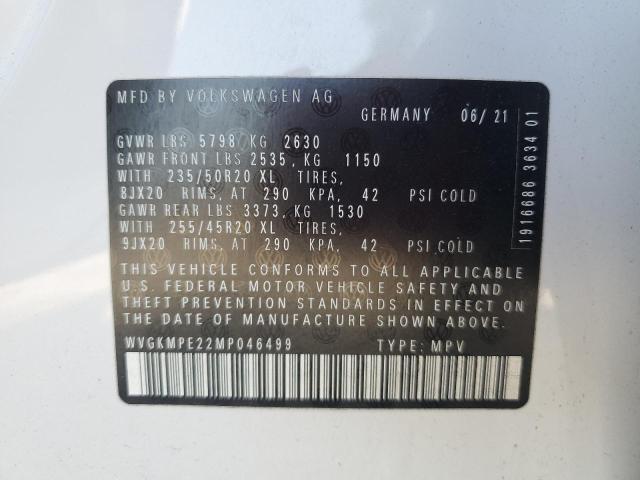 MFD BY VOLKSWAGEN AG
GERMANY 06/21
GVWR LBS 5798 KG 2630
GAWR FRONT LBS 2535, KG 1150
WITH 235/50R20 XL TIRES,
8JX20 RIMS, AT 290 KPA, 42 PSI COLD
GAWR REAR LBS 3373, KG 1530
WITH 255/45R20 XL TIRES,
9JX20 RIMS, AT 290 KPA, 42 PSI COLD
THIS VEHICLE CONFORMS TO ALL APPLICABLE
U.S. FEDERAL MOTOR VEHICLE SAFETY AND
THEFT PREVENTION STANDARDS IN EFFECT ON
THE DATE OF MANUFACTURE SHOWN ABOVE.
WVGKMPE22MP046499 TYPE: MPV
1916686 3634 01